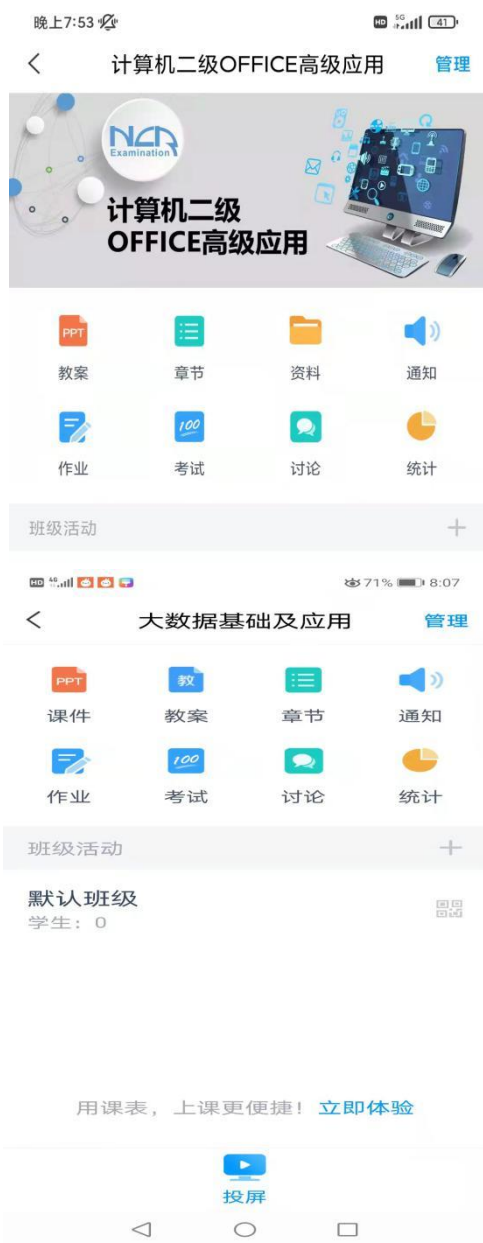 晚上7:53
HD 5G 41
计算机二级OFFICE高级应用 管理
NCR
Examination
计算机二级
OFFICE高级应用
PPT
教案 章节 资料 通知
100
作业 考试 讨论 统计
班级活动
HD 4G 71% 8:07
大数据基础及应用 管理
PPT 教
课件 教案 章节 通知
100
作业 考试 讨论 统计
班级活动
默认班级
学生：0
用课表，上课更便捷！立即体验
投屏